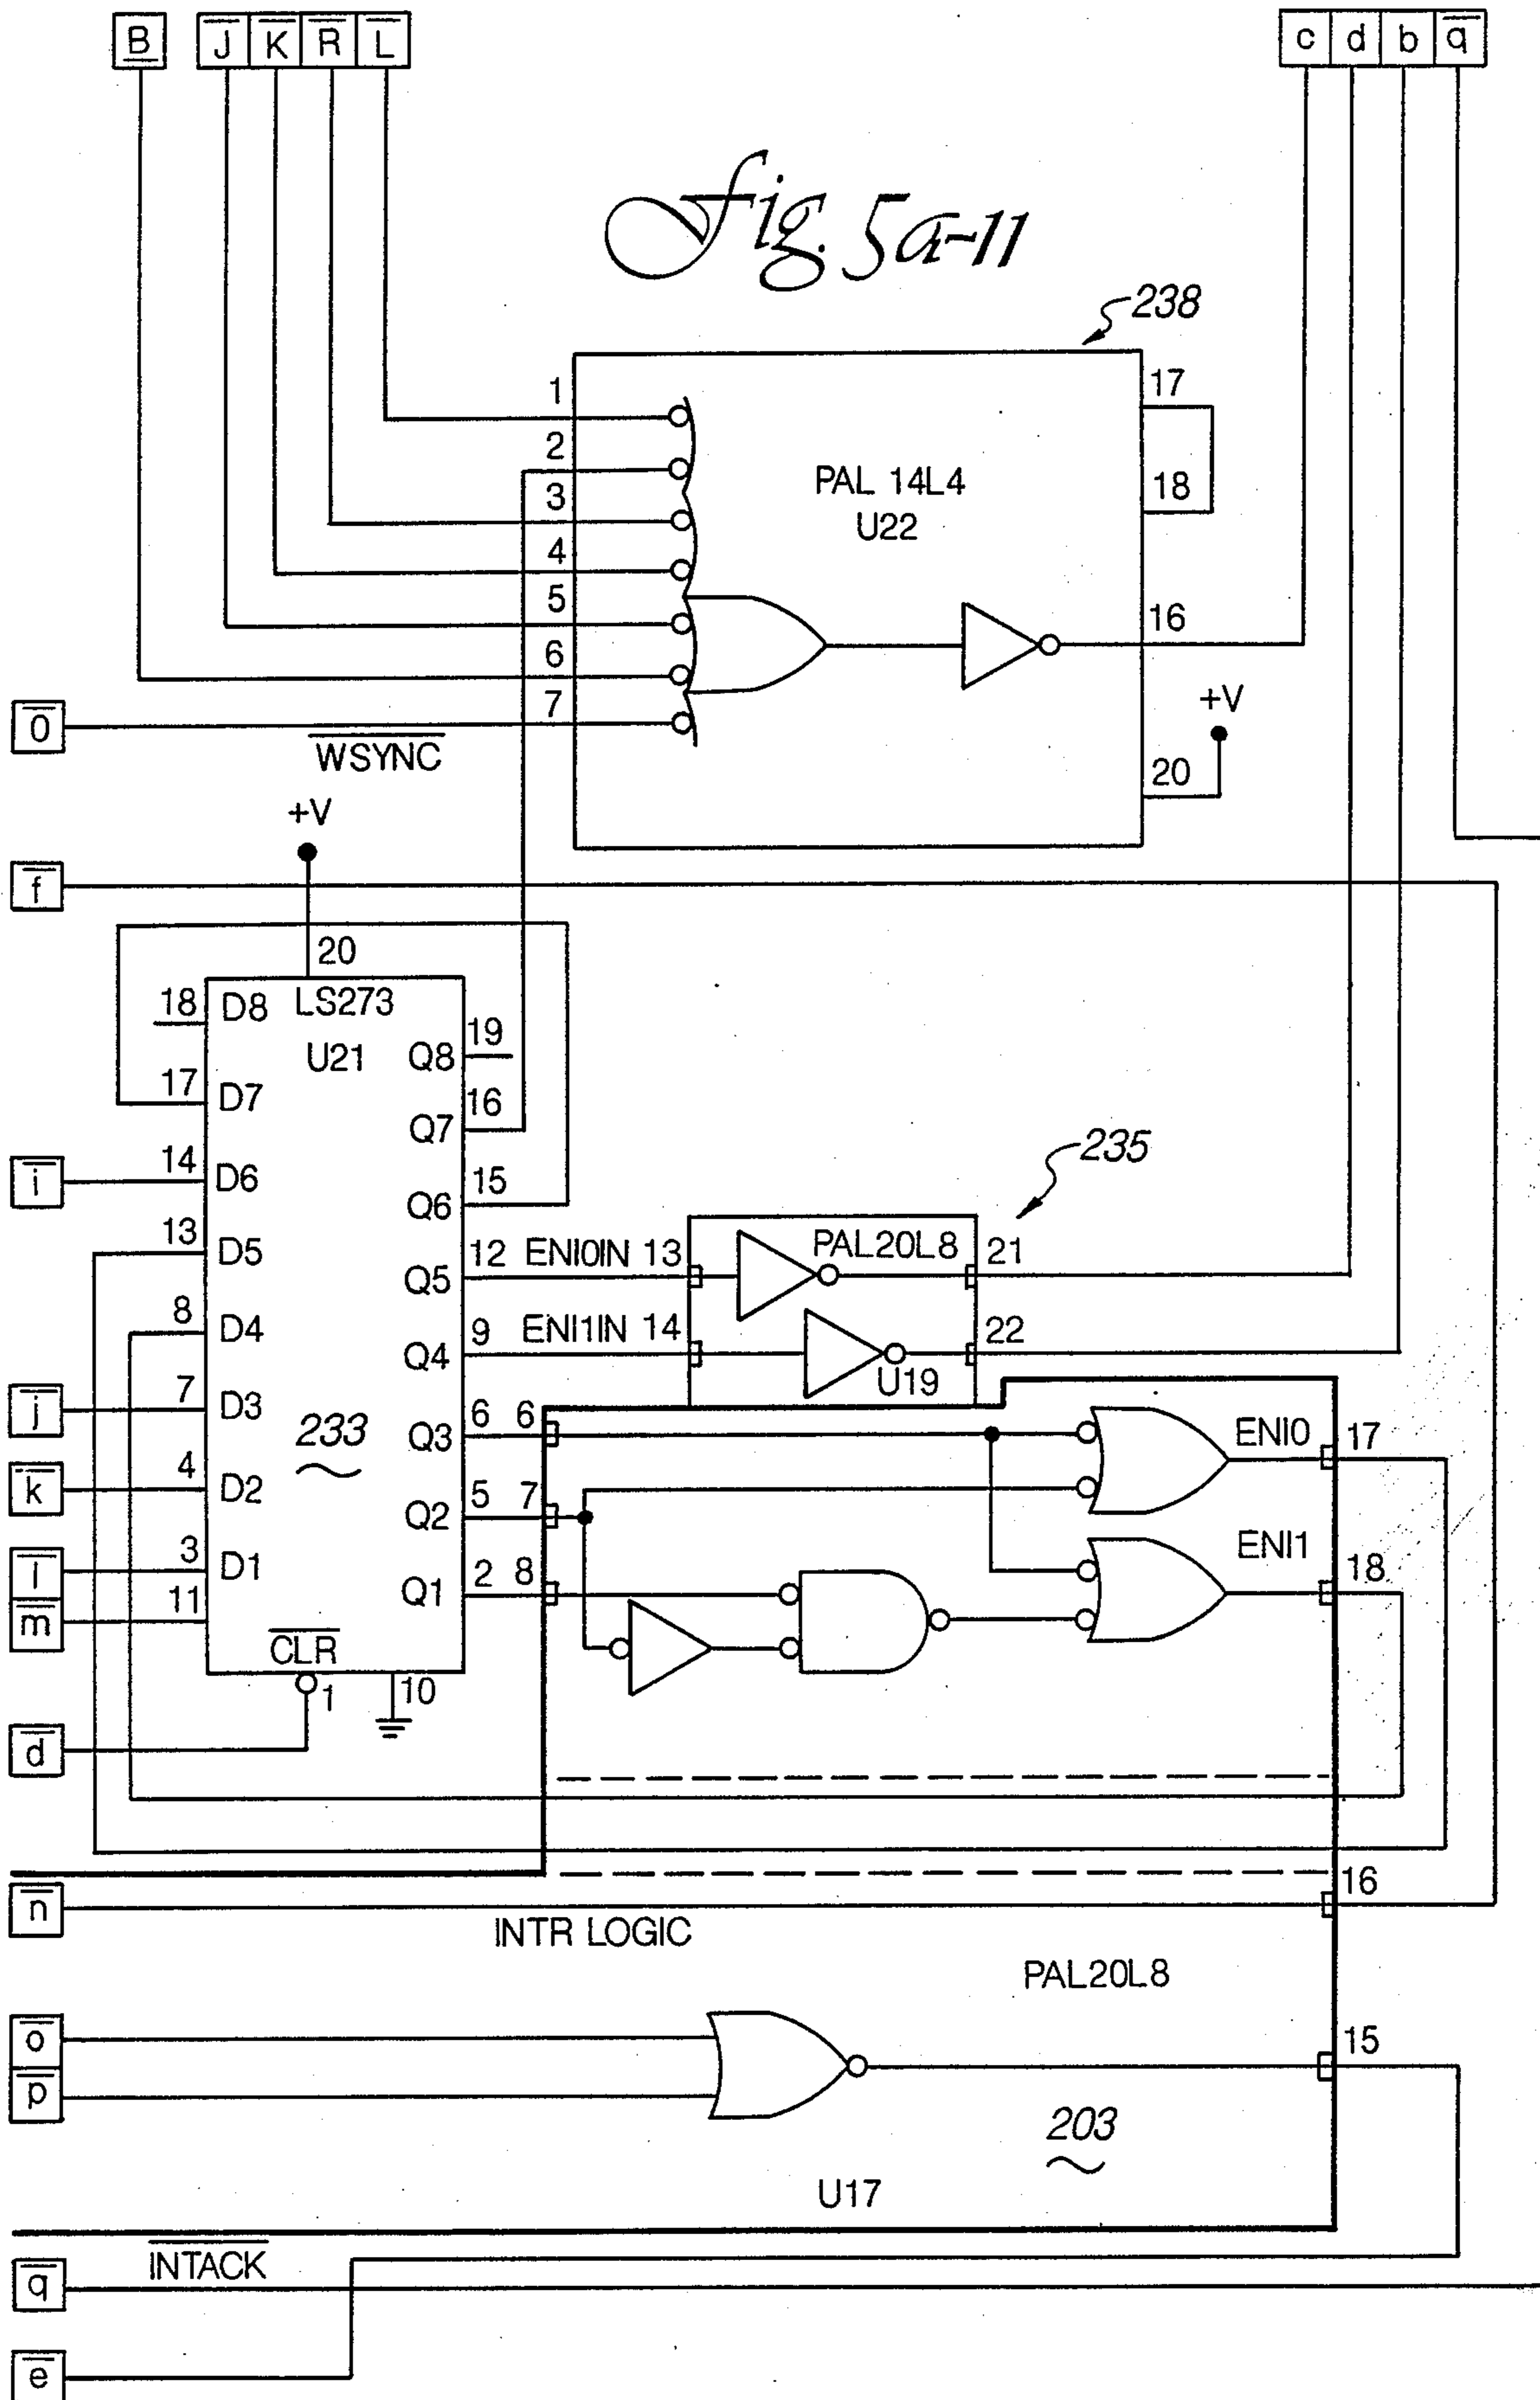 B J K R L c d b q
Fig. 5a-11
238
1 17
2
3 18
PAL 14L4
U22
4
5
6 16
7
0
WSYNC
+V
20
+V
f
20
18 D8 LS273
U21
Q8 19
17 D7
Q7 16
i 14 D6
Q6 15
235
13 D5
Q5 12 ENI0IN 13 PAL20L8 21
8 D4
Q4 9 ENI1IN 14 22
U19
j 7 D3
233
Q3 6 6 ENI0 17
k 4 D2
Q2 5 7
ENI1 18
l 3 D1
Q1 2 8
m 11
CLR
1 10
d
16
n
INTR LOGIC
PAL20L8
o
15
p
203
U17
INTACK
q
e